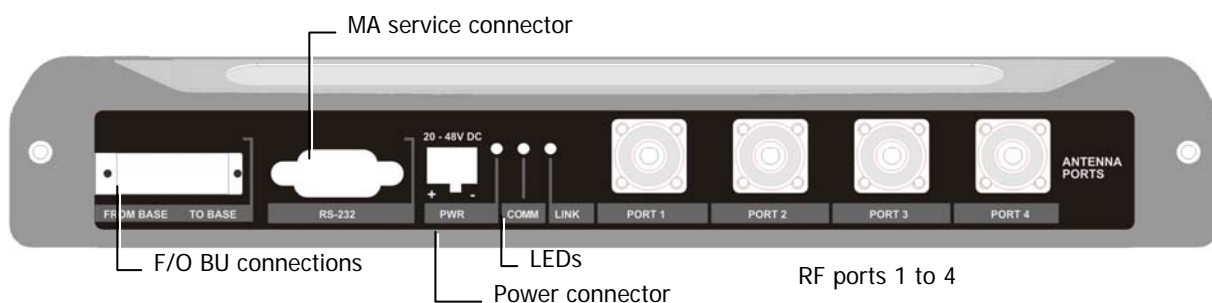 MA service connector
20 - 48V DC
ANTENNA
PORTS
+ -
FROM BASE TO BASE RS-232 PWR COMM LINK PORT 1 PORT 2 PORT 3 PORT 4
F/O BU connections
LEDs
RF ports 1 to 4
Power connector